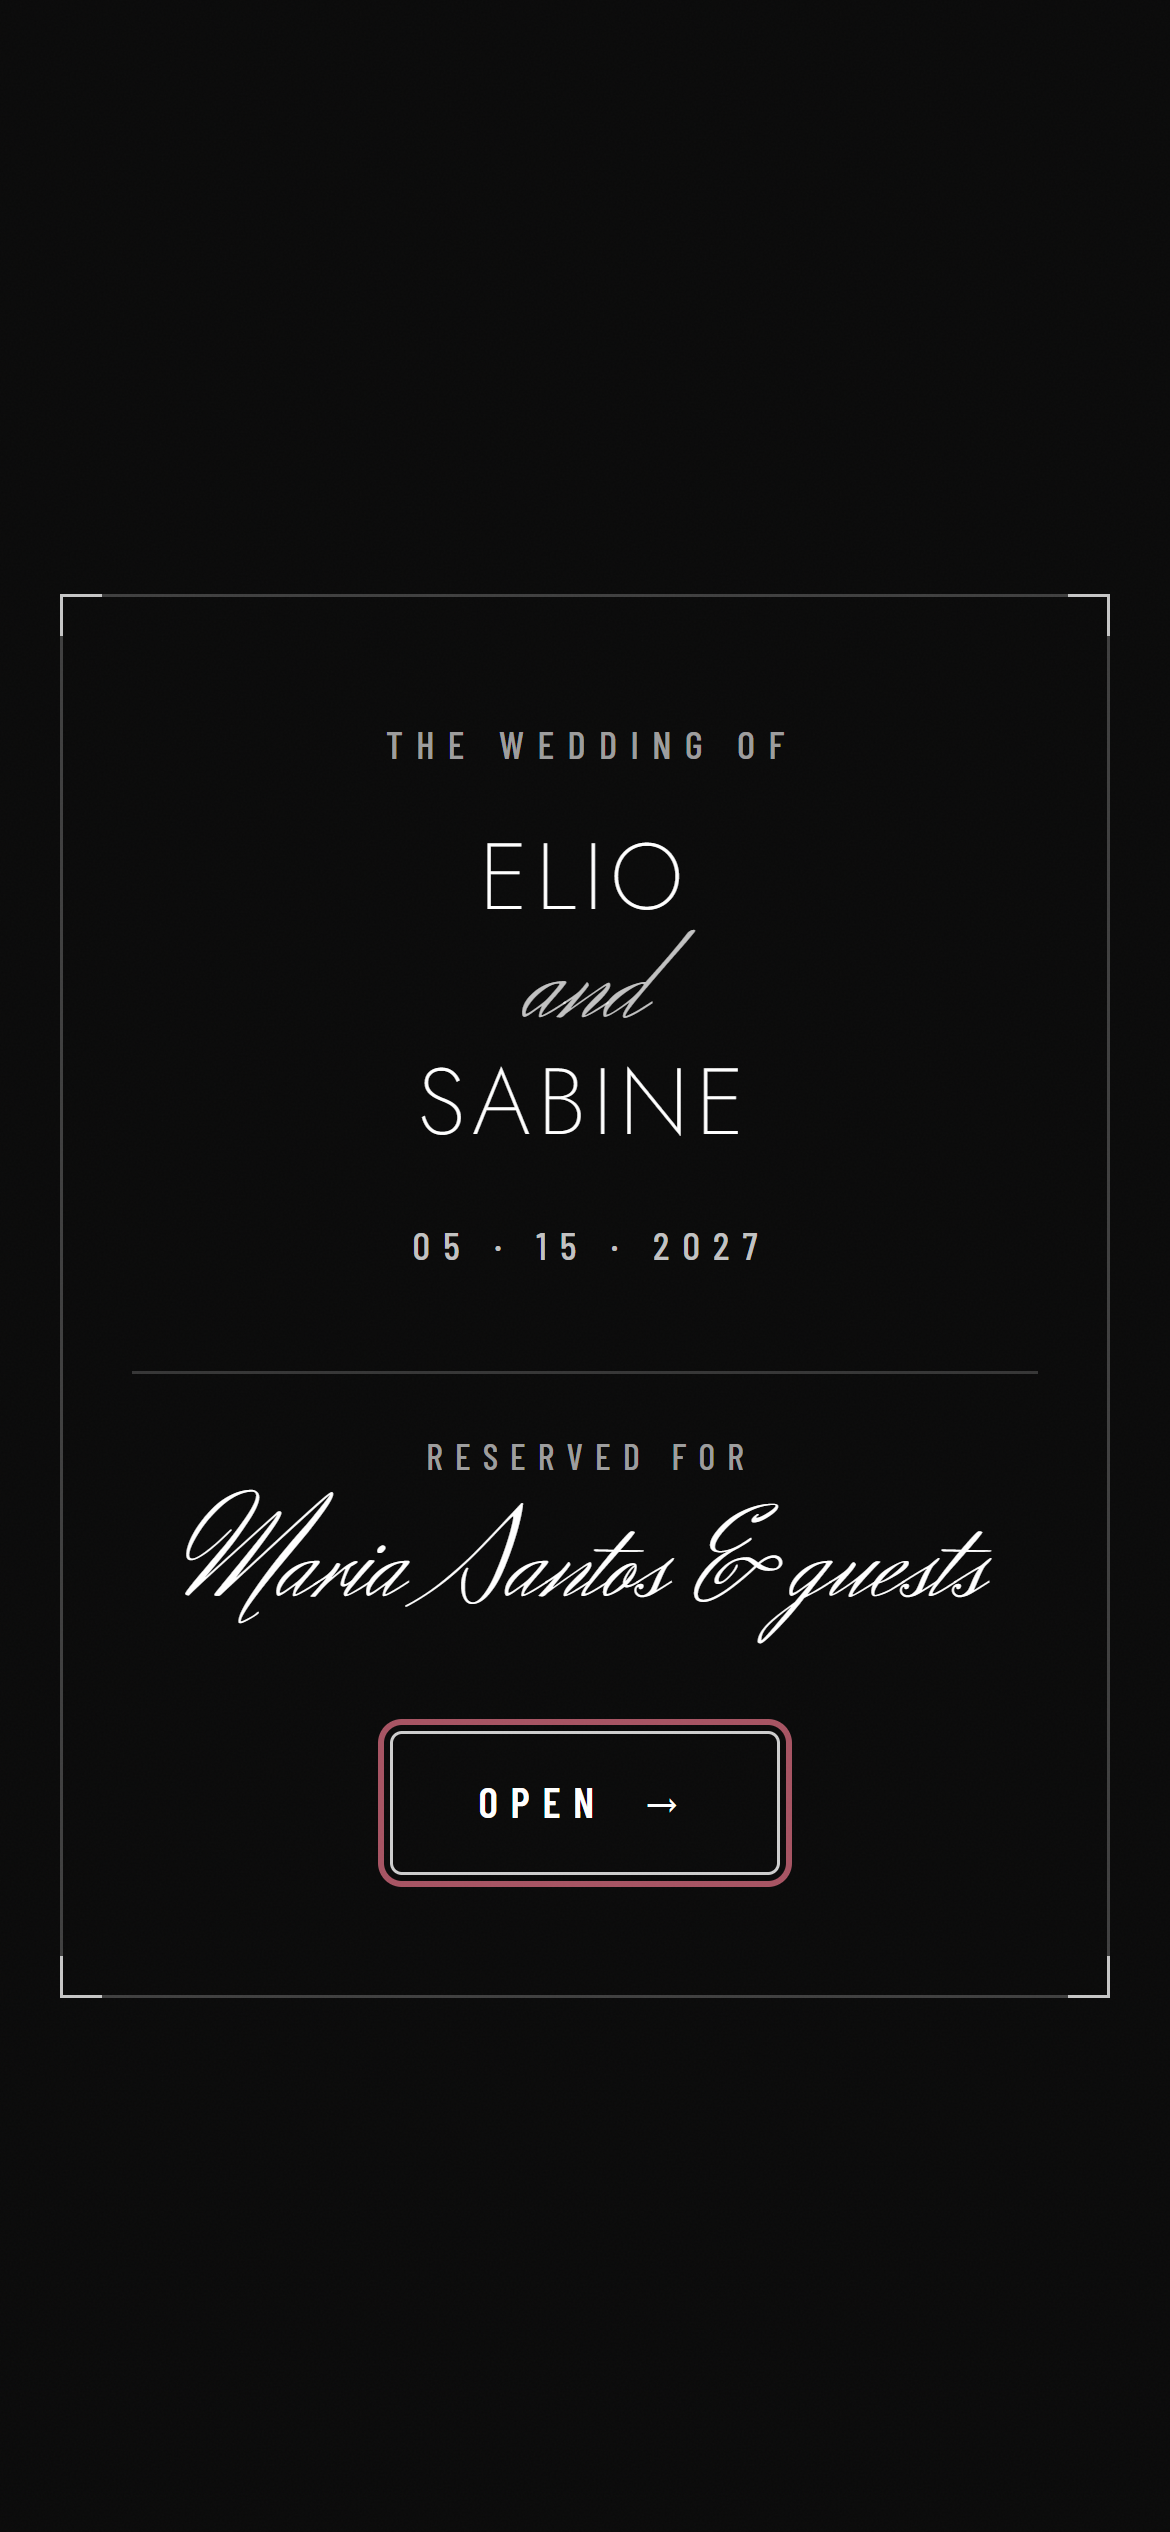 THE WEDDING OF
ELIO
and
SABINE
05 · 15 · 2027
RESERVED FOR
Maria Santos & guests
OPEN →